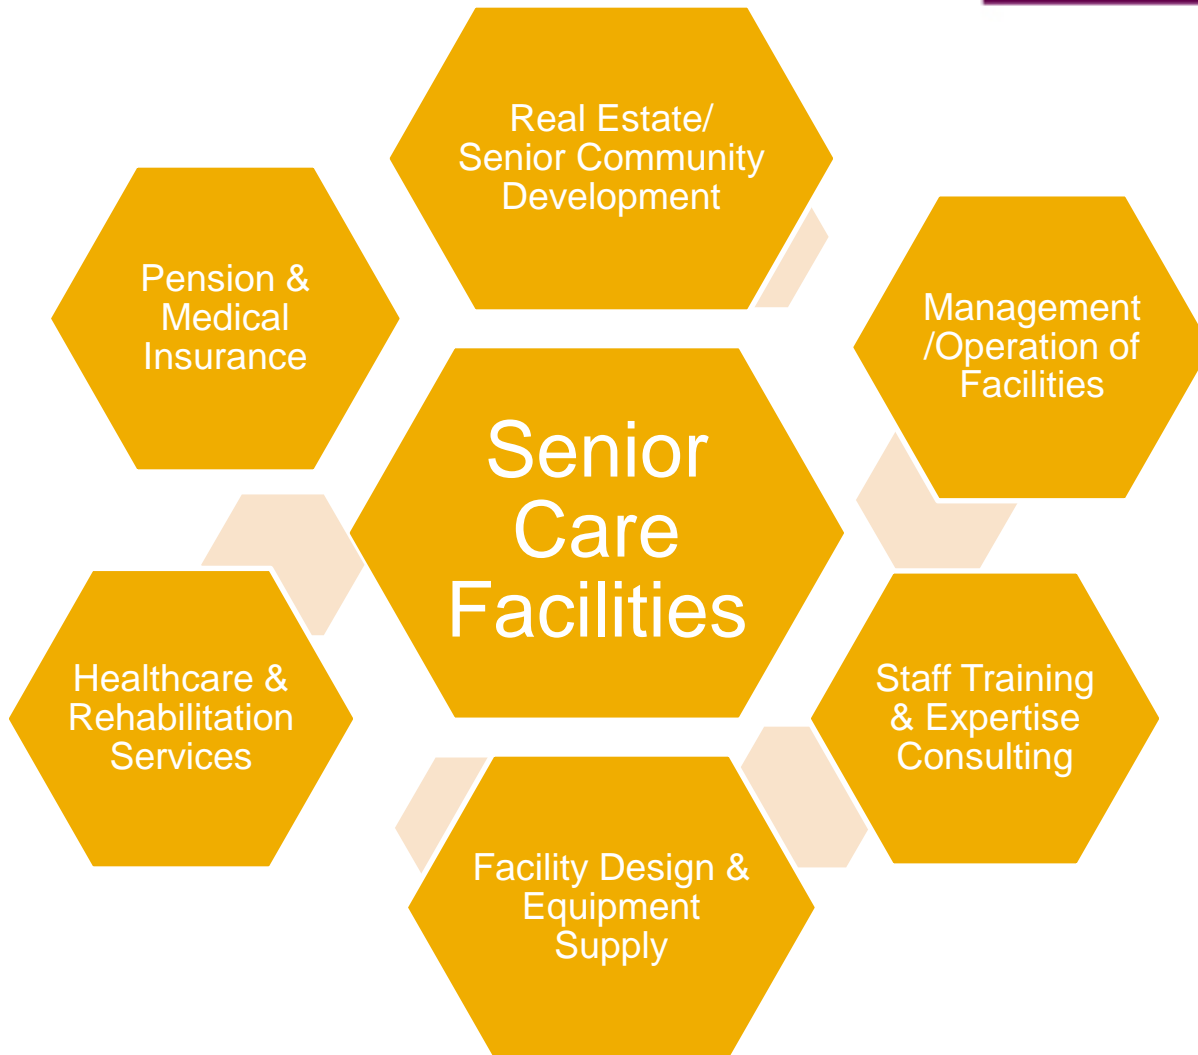 Real Estate/
Senior Community
Development
Pension &
Medical
Insurance
Management
/Operation of
Facilities
Senior
Care
Facilities
Healthcare &
Rehabilitation
Services
Staff Training
& Expertise
Consulting
Facility Design &
Equipment
Supply